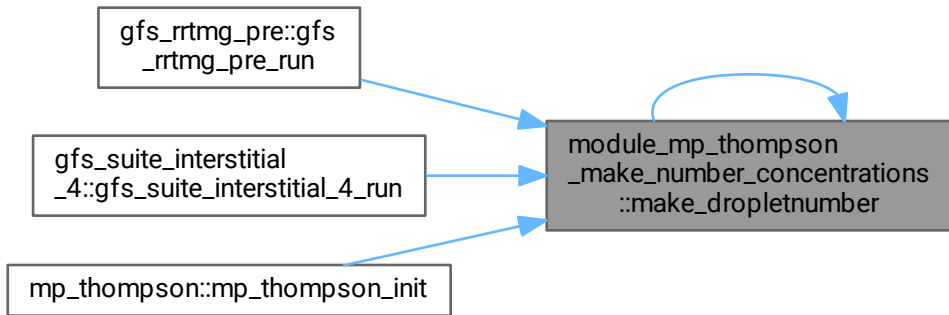 gfs_rrtmg_pre::gfs
_rrtmg_pre_run
gfs_suite_interstitial
_4::gfs_suite_interstitial_4_run
mp_thompson::mp_thompson_init
module_mp_thompson
_make_number_concentrations
::make_dropletnumber